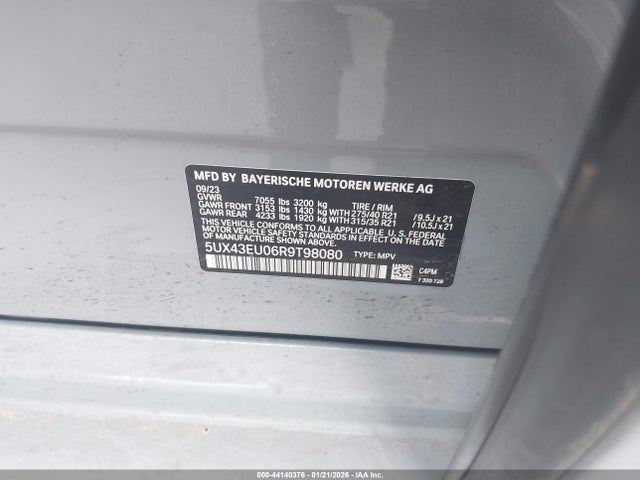 MFD BY BAYERISCHE MOTOREN WERKE AG
09/23
GVWR 7055 lbs 3200 kg TIRE / RIM
GAWR FRONT 3153 lbs 1430 kg WITH 275/40 R21 /9.5J x 21
GAWR REAR 4233 lbs 1920 kg WITH 315/35 R21 /10.5J x 21
THIS VEHICLE CONFORMS TO ALL APPLICABLE FEDERAL
MOTOR VEHICLE SAFETY STANDARDS IN EFFECT ON THE
DATE OF MANUFACTURE SHOWN ABOVE.
5UX43EU06R9T98080 TYPE: MPV
C4PM
7 320 729
000-44140376 - 01/21/2026 - IAA Inc.